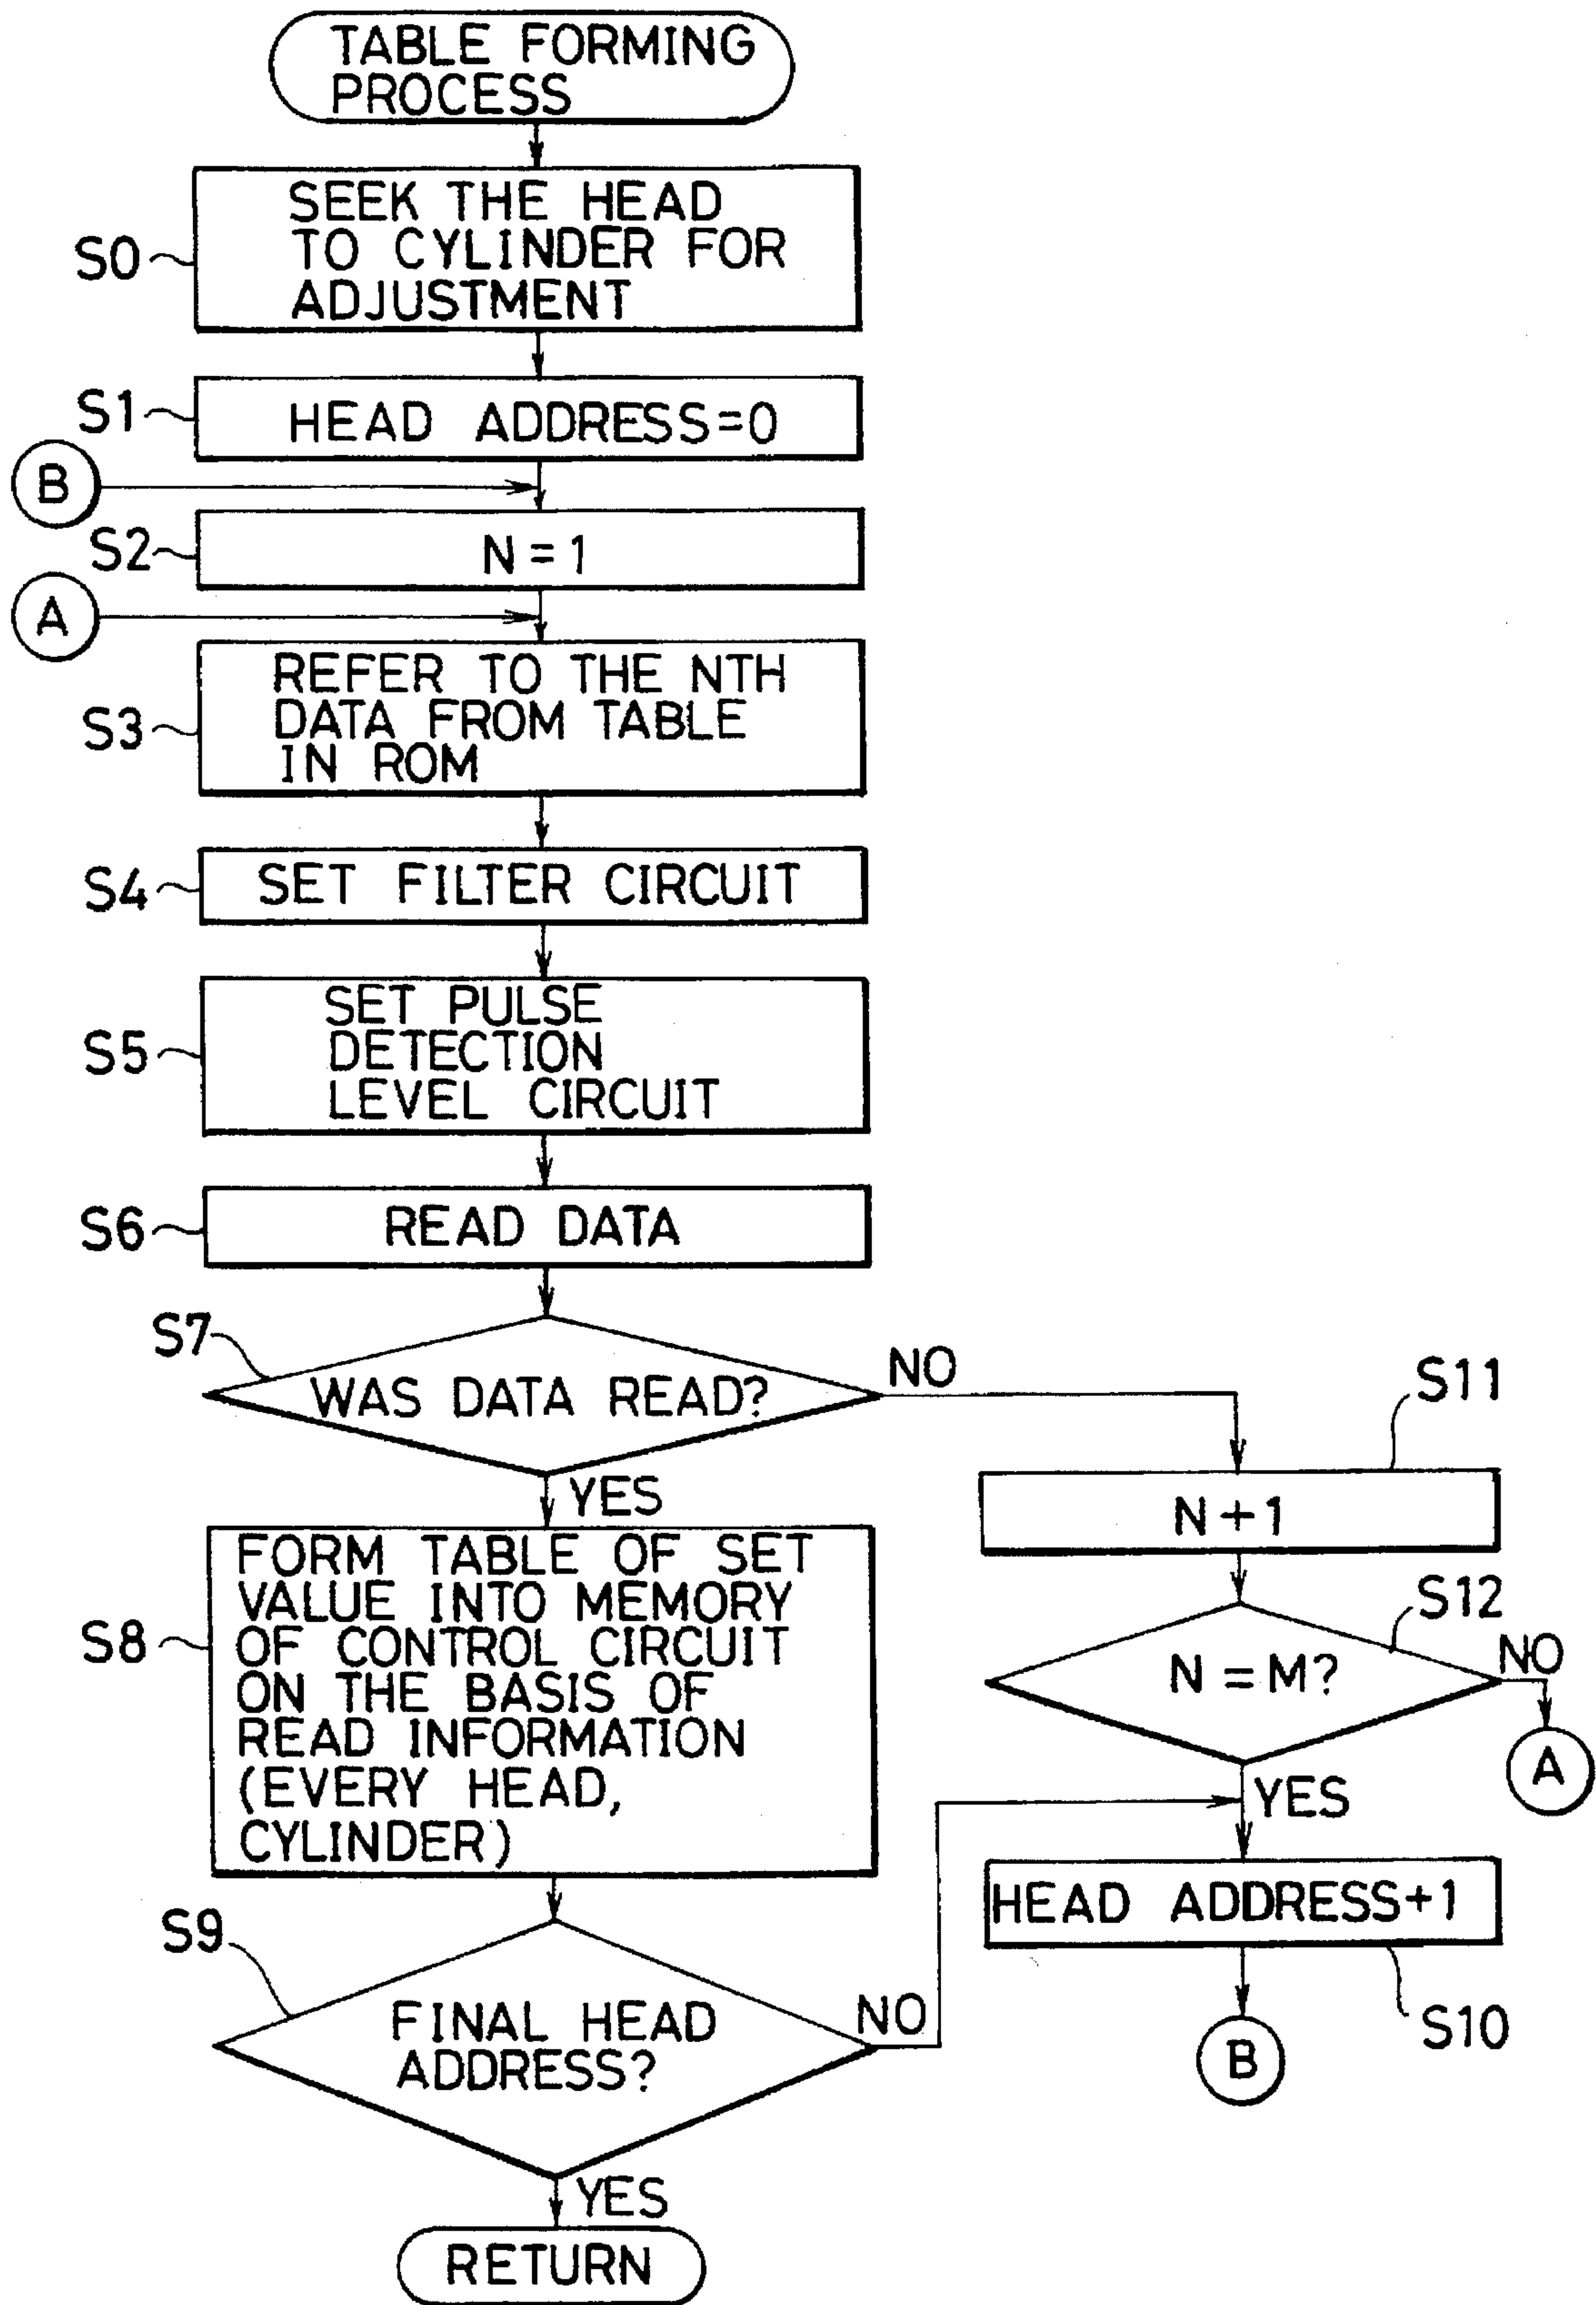 TABLE FORMING
PROCESS
S0
SEEK THE HEAD
TO CYLINDER FOR
ADJUSTMENT
S1
HEAD ADDRESS=0
B
S2
N=1
A
S3
REFER TO THE NTH
DATA FROM TABLE
IN ROM
S4
SET FILTER CIRCUIT
S5
SET PULSE
DETECTION
LEVEL CIRCUIT
S6
READ DATA
S7
WAS DATA READ?
NO
YES
S11
N+1
S12
N=M?
NO
A
YES
S8
FORM TABLE OF SET
VALUE INTO MEMORY
OF CONTROL CIRCUIT
ON THE BASIS OF
READ INFORMATION
(EVERY HEAD,
CYLINDER)
HEAD ADDRESS+1
S10
B
S9
FINAL HEAD
ADDRESS?
NO
YES
RETURN